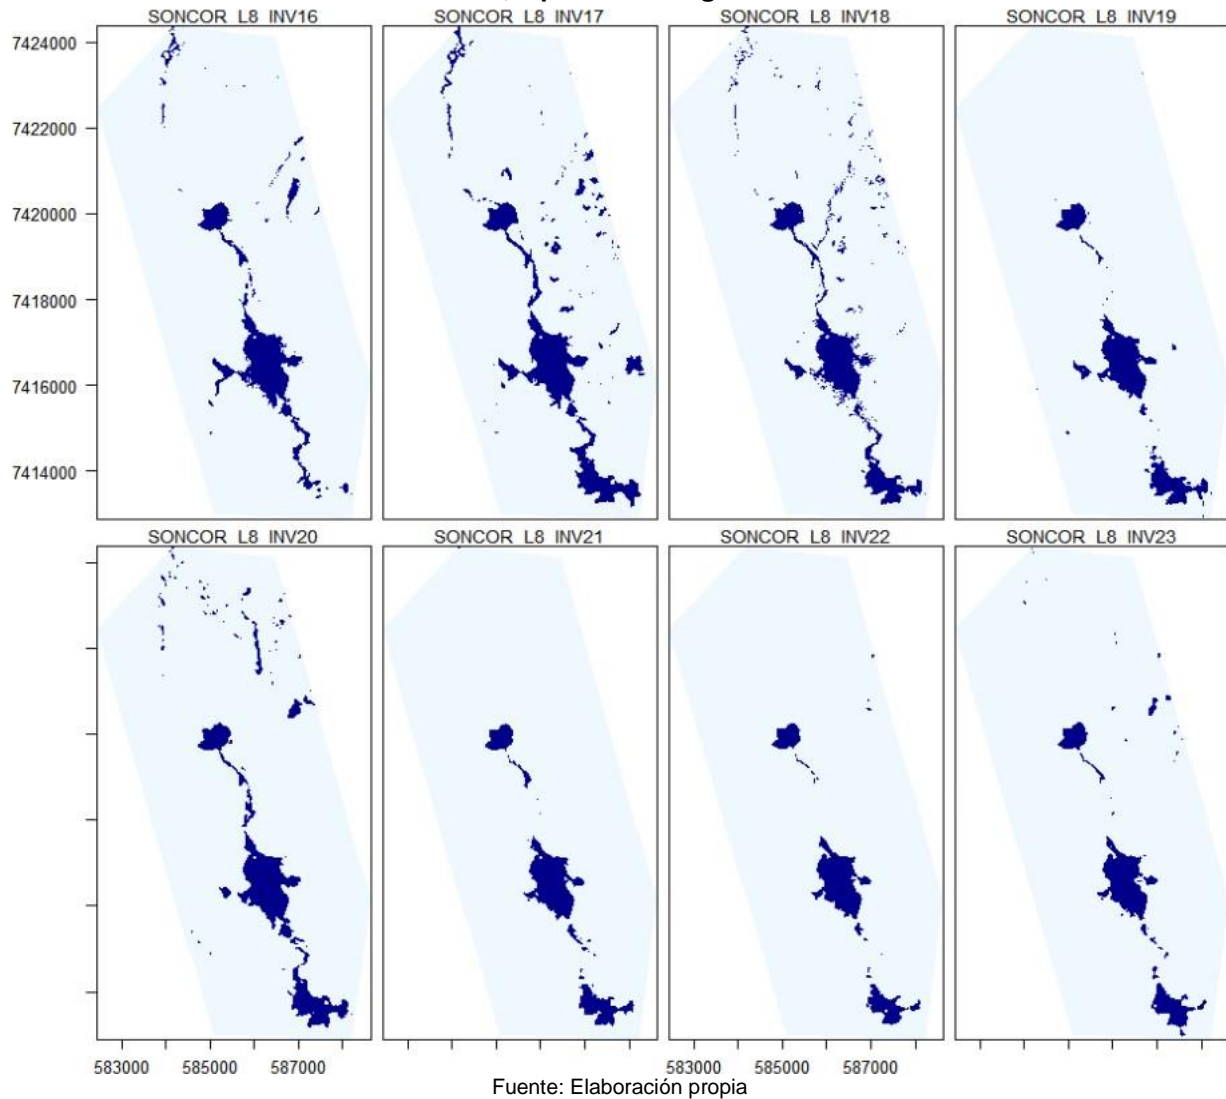 SONCOR L8 INV16 SONCOR L8 INV17 SONCOR L8 INV18 SONCOR L8 INV19
7424000
7422000
7420000
7418000
7416000
7414000
SONCOR L8 INV20 SONCOR L8 INV21 SONCOR L8 INV22 SONCOR L8 INV23
583000 585000 587000 583000 585000 587000
Fuente: Elaboración propia